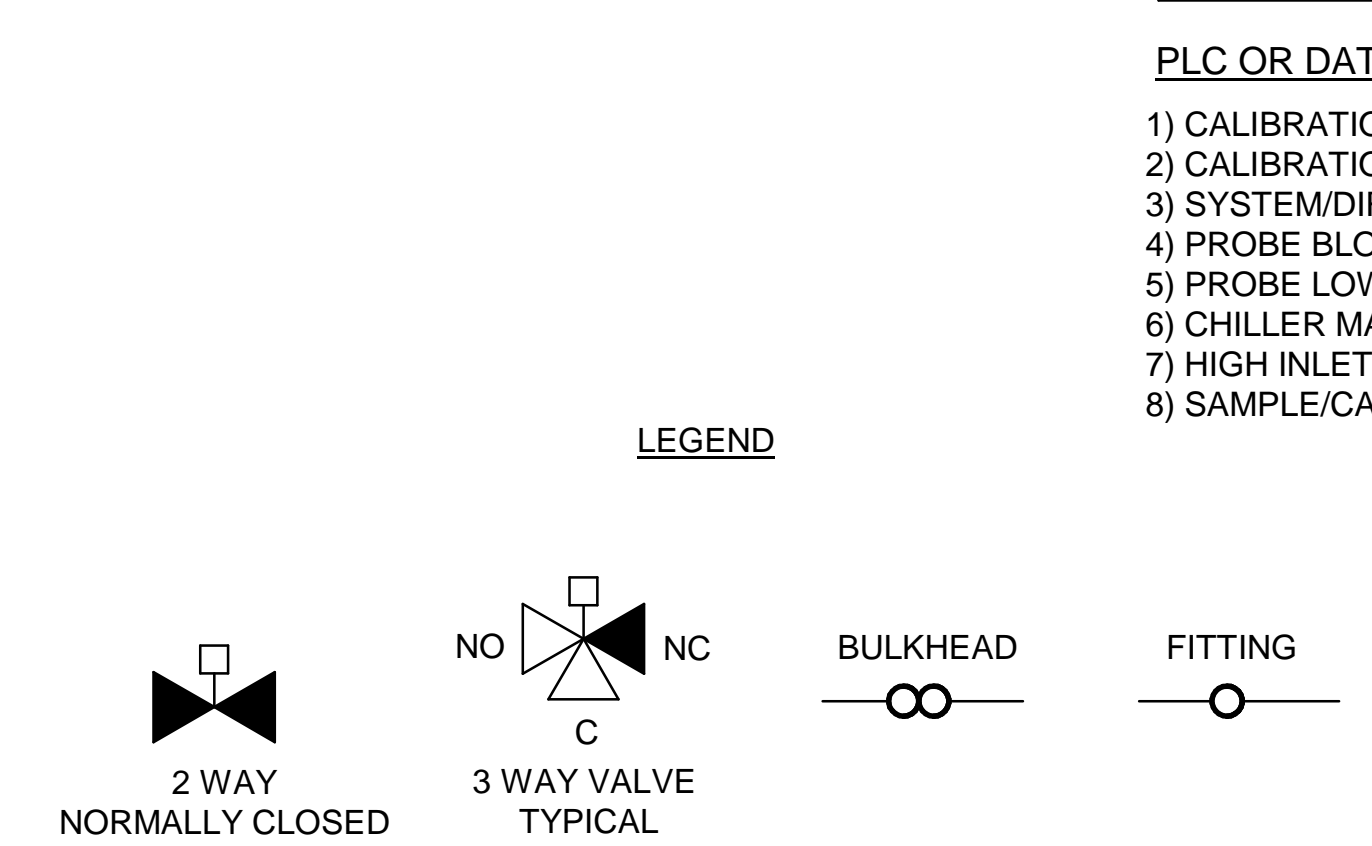 PLC OR DAT
1) CALIBRATIO
2) CALIBRATIO
3) SYSTEM/DI
4) PROBE BLO
5) PROBE LOW
6) CHILLER MA
7) HIGH INLET
8) SAMPLE/CA
LEGEND
NO NC
C
BULKHEAD
FITTING
2 WAY
NORMALLY CLOSED
3 WAY VALVE
TYPICAL